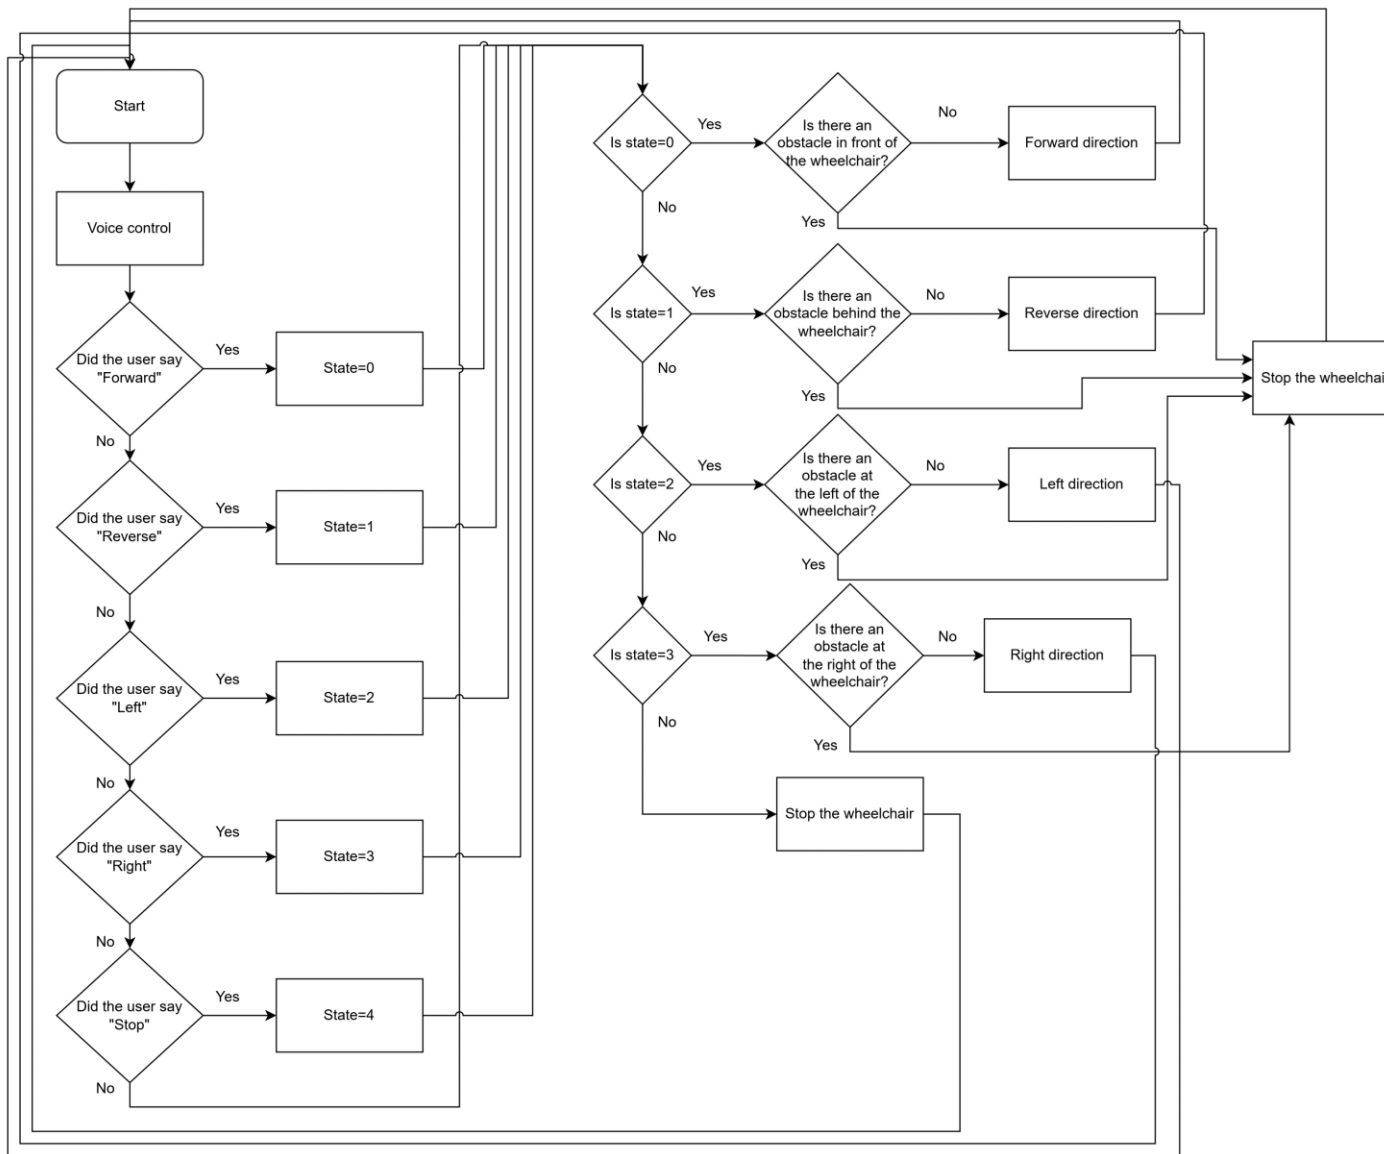 Start
Voice control
Did the user say
"Forward"
Yes
State=0
No
Did the user say
"Reverse"
Yes
State=1
No
Did the user say
"Left"
Yes
State=2
No
Did the user say
"Right"
Yes
State=3
No
Did the user say
"Stop"
Yes
State=4
No
Is state=0
Yes
Is there an
obstacle in front of
the wheelchair?
No
Forward direction
Yes
No
Is state=1
Yes
Is there an
obstacle behind the
wheelchair?
No
Reverse direction
Yes
No
Is state=2
Yes
Is there an
obstacle at
the left of the
wheelchair?
No
Left direction
Yes
No
Is state=3
Yes
Is there an
obstacle at
the right of the
wheelchair?
No
Right direction
Yes
No
Stop the wheelchair
Stop the wheelchair